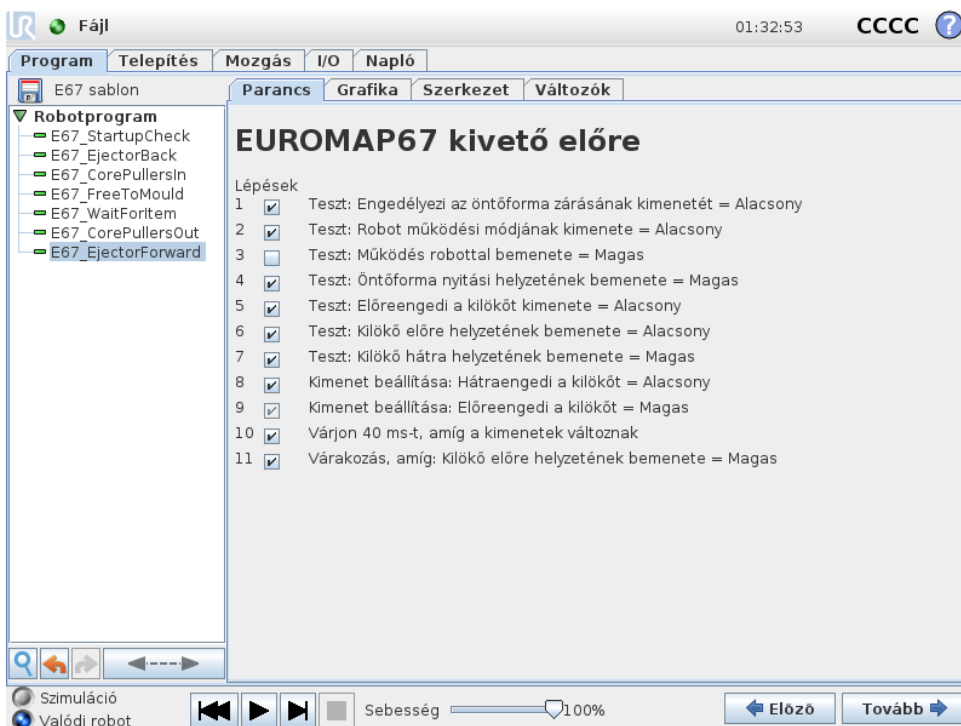 UR Fájl 01:32:53 CCCC ?
Program Telepítés Mozgás I/O Napló
E67 sablon
Parancs Grafika Szerkezet Változók
Robotprogram
E67_StartupCheck
E67_EjectorBack
E67_CorePullersIn
E67_FreeToMould
E67_WaitForItem
E67_CorePullersOut
E67_EjectorForward
EUROMAP67 kivető előre
Lépések
1 Teszt: Engedélyezi az öntőforma zárásának kimenetét = Alacsony
2 Teszt: Robot működési módjának kimenete = Alacsony
3 Teszt: Működés robottal bemenete = Magas
4 Teszt: Öntőforma nyitási helyzetének bemenete = Magas
5 Teszt: Előreengedi a kilökőt kimenete = Alacsony
6 Teszt: Kilökő előre helyzetének bemenete = Alacsony
7 Teszt: Kilökő hátra helyzetének bemenete = Magas
8 Kimenet beállítása: Hátraengedi a kilökőt = Alacsony
9 Kimenet beállítása: Előreengedi a kilökőt = Magas
10 Várjon 40 ms-t, amíg a kimenetek változnak
11 Várakozás, amíg: Kilökő előre helyzetének bemenete = Magas
Szimuláció
Valódi robot
Sebesség 100%
Előző Tovább